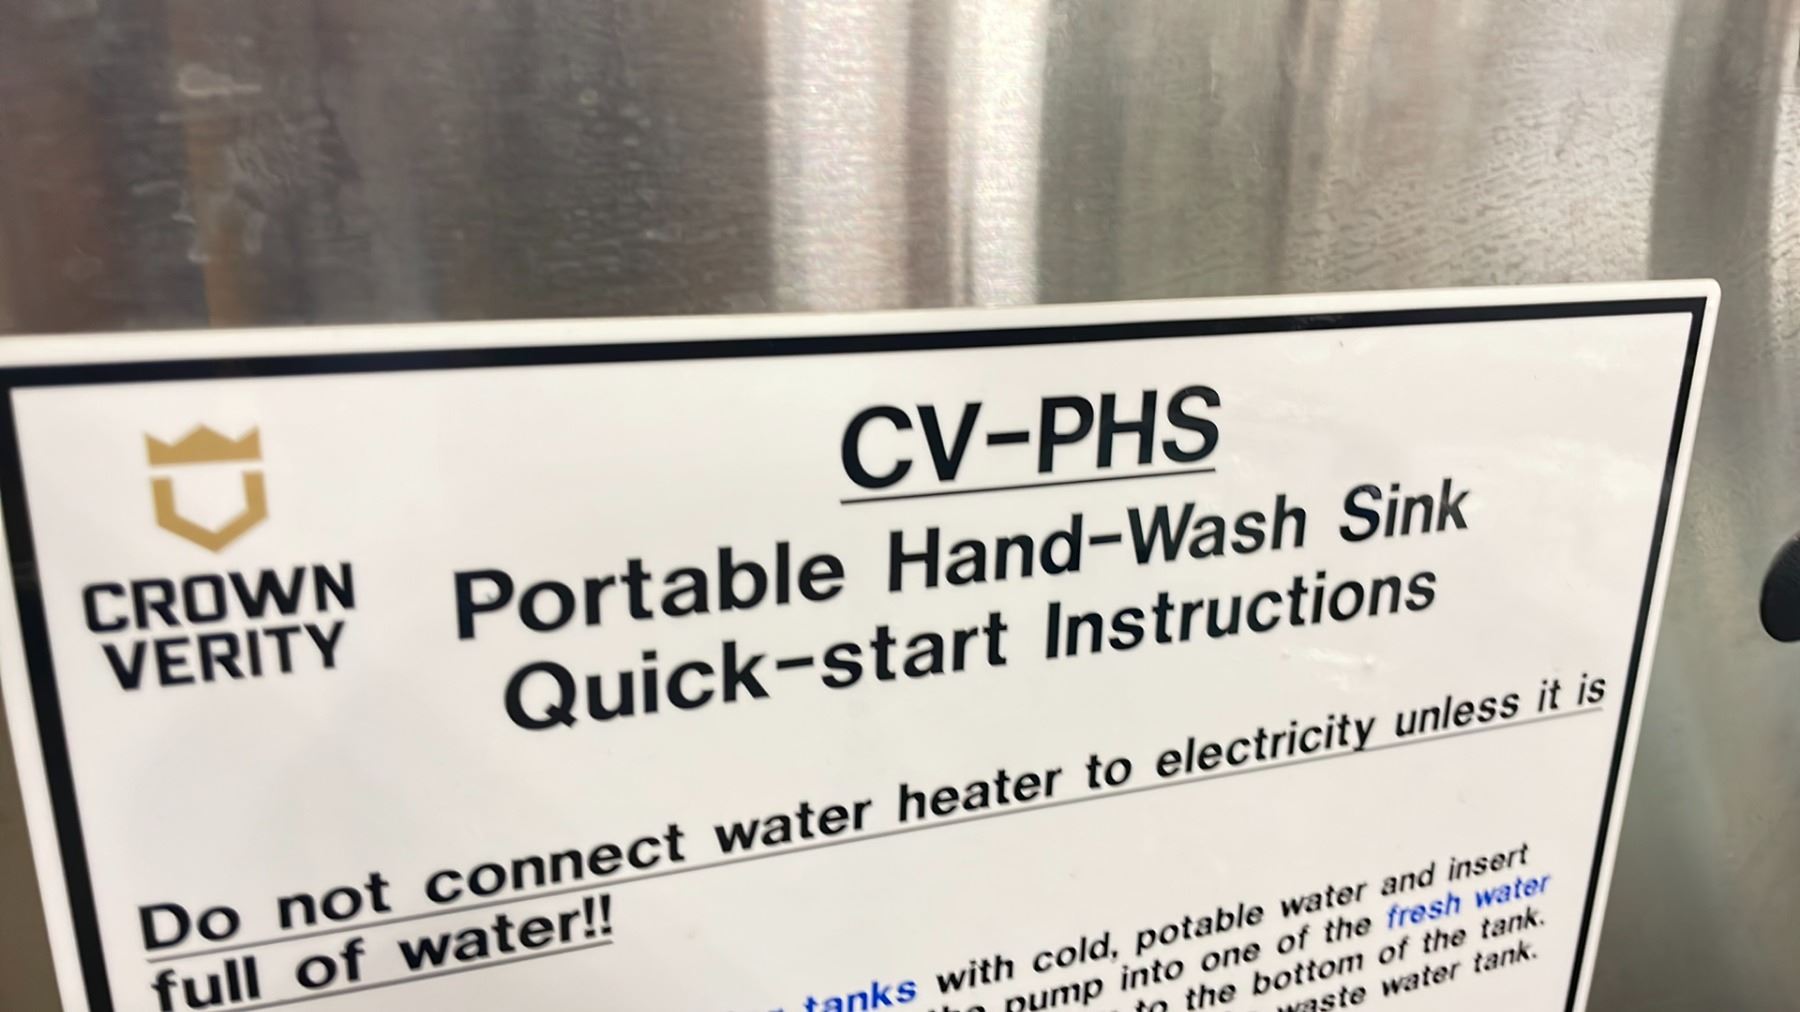 CROWN
VERITY
CV-PHS
Portable Hand-Wash Sink
Quick-start Instructions
Do not connect water heater to electricity unless it is
full of water!!
tanks with cold, potable water and insert
pump into one of the fresh water
to the bottom of the tank.
waste water tank.